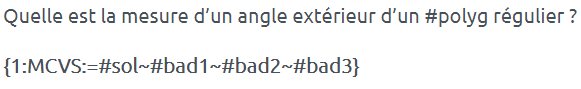 Quelle est la mesure d’un angle extérieur d’un #polyg régulier ?
{1:MCVS:=#sol~#bad1~#bad2~#bad3}